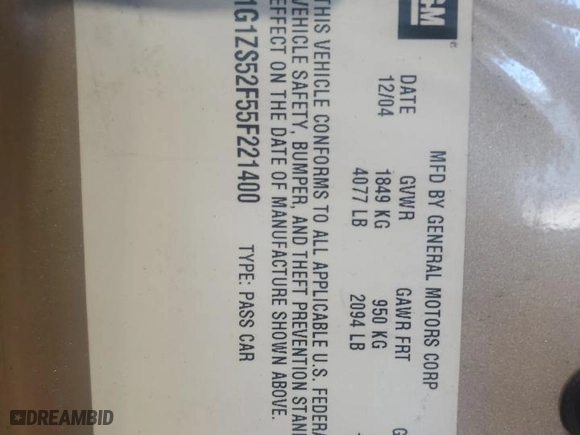 GM
MFD BY GENERAL MOTORS CORP
DATE GVWR GAWR FRT
12/04 1849 KG 950 KG
4077 LB 2094 LB
THIS VEHICLE CONFORMS TO ALL APPLICABLE U.S. FEDERA
VEHICLE SAFETY, BUMPER, AND THEFT PREVENTION STAN
EFFECT ON THE DATE OF MANUFACTURE SHOWN ABOVE.
1G1ZS52F55F221400 TYPE: PASS CAR
DREAMBID